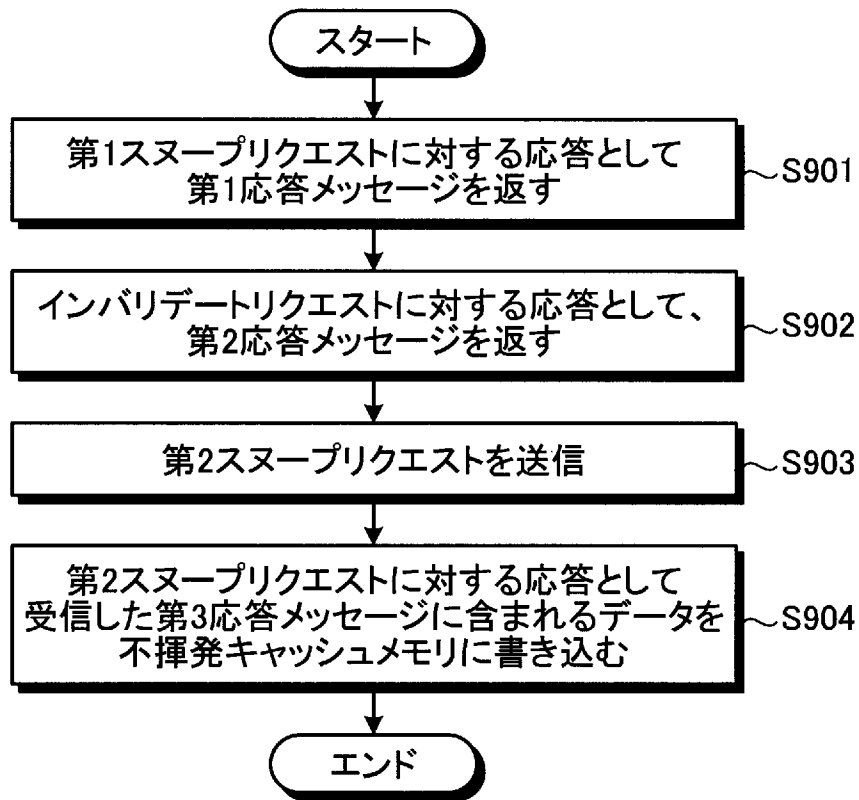 スタート
第1スヌープリクエストに対する応答として
第1応答メッセージを返す
S901
インバリデートリクエストに対する応答として、
第2応答メッセージを返す
S902
第2スヌープリクエストを送信
S903
第2スヌープリクエストに対する応答として
受信した第3応答メッセージに含まれるデータを
不揮発キャッシュメモリに書き込む
S904
エンド